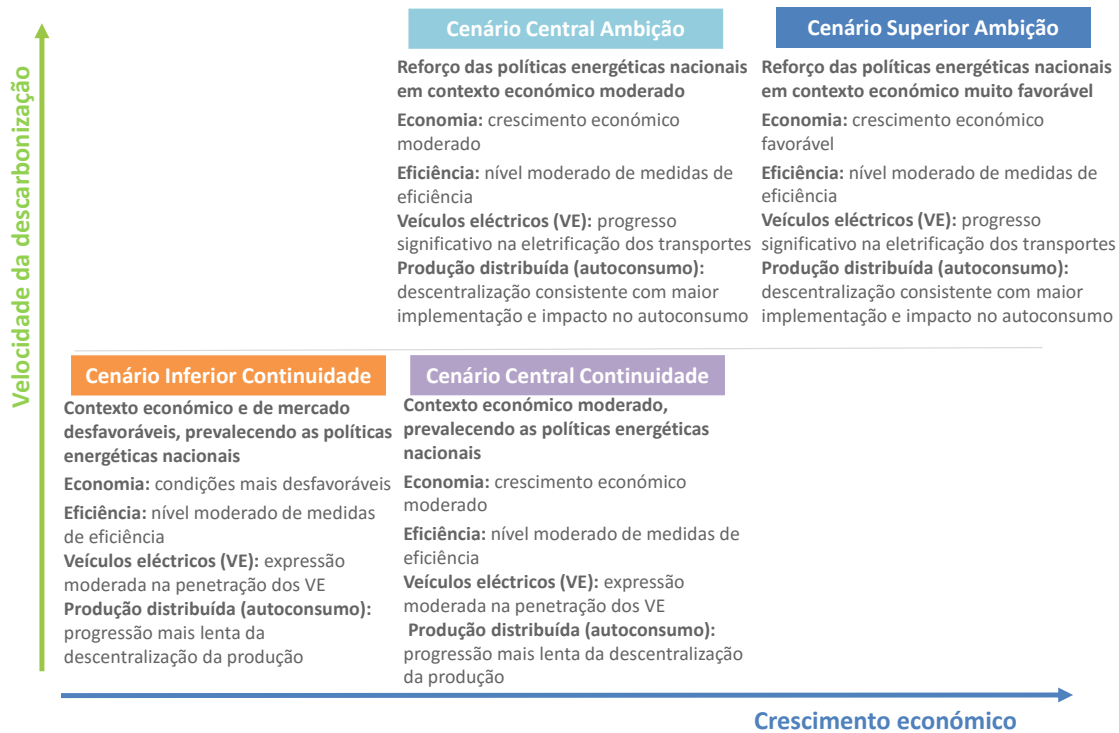 Velocidade da descarbonização
Cenário Central Ambição
Reforço das políticas energéticas nacionais
em contexto económico moderado
Economia: crescimento económico
moderado
Eficiência: nível moderado de medidas de
eficiência
Veículos eléctricos (VE): progresso
significativo na eletrificação dos transportes
Produção distribuída (autoconsumo):
descentralização consistente com maior
implementação e impacto no autoconsumo
Cenário Superior Ambição
Reforço das políticas energéticas nacionais
em contexto económico muito favorável
Economia: crescimento económico
favorável
Eficiência: nível moderado de medidas de
eficiência
Veículos eléctricos (VE): progresso
significativo na eletrificação dos transportes
Produção distribuída (autoconsumo):
descentralização consistente com maior
implementação e impacto no autoconsumo
Cenário Inferior Continuidade
Contexto económico e de mercado
desfavoráveis, prevalecendo as políticas
energéticas nacionais
Economia: condições mais desfavoráveis
Eficiência: nível moderado de medidas
de eficiência
Veículos eléctricos (VE): expressão
moderada na penetração dos VE
Produção distribuída (autoconsumo):
progressão mais lenta da
descentralização da produção
Cenário Central Continuidade
Contexto económico moderado,
prevalecendo as políticas energéticas
nacionais
Economia: crescimento económico
moderado
Eficiência: nível moderado de medidas de
eficiência
Veículos eléctricos (VE): expressão
moderada na penetração dos VE
Produção distribuída (autoconsumo):
progressão mais lenta da descentralização
da produção
Crescimento económico